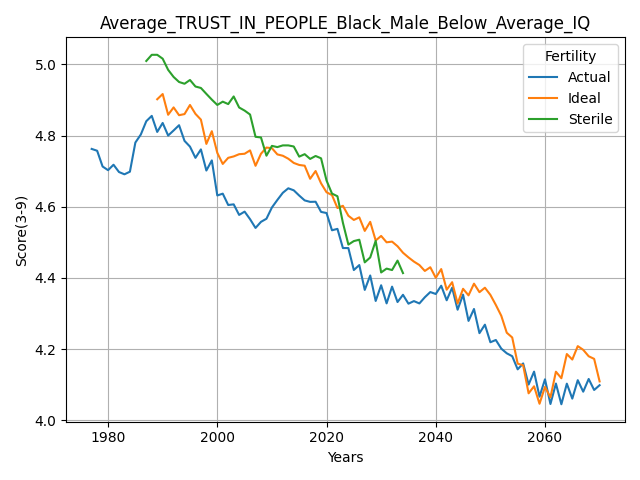 Average_TRUST_IN_PEOPLE_Black_Male_Below_Average_IQ
Fertility
Actual
Ideal
Sterile
Score(3-9)
5.0
4.8
4.6
4.4
4.2
4.0
1980 2000 2020 2040 2060
Years